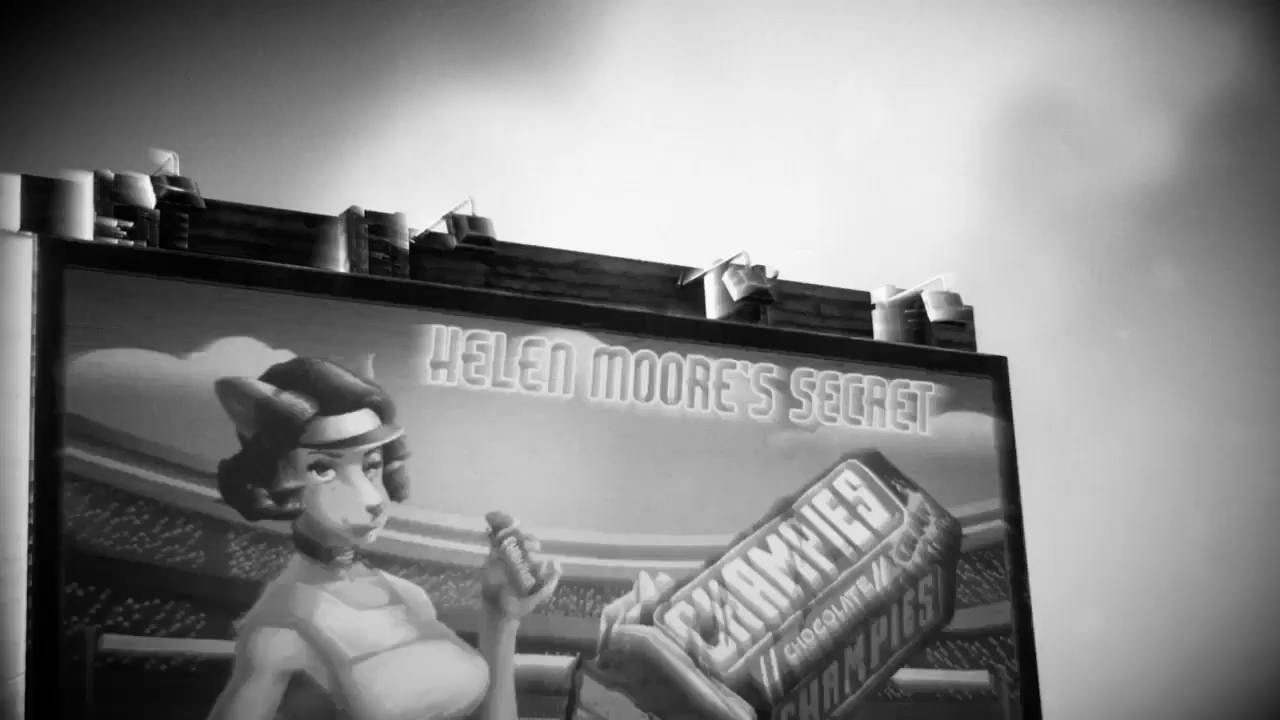 HELEN MOORE'S SECRET
CHAMPIES
CHOCOLATE //
// CHAMPIES